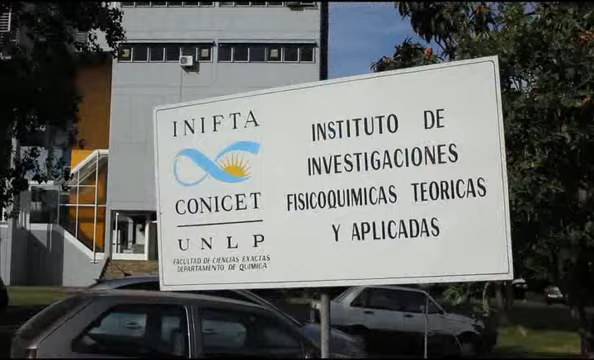 INIFTA
CONICET
UNLP
FACULTAD DE CIENCIAS EXACTAS
DEPARTAMENTO DE QUIMICA
INSTITUTO DE
INVESTIGACIONES
FISICOQUIMICAS TEORICAS
Y APLICADAS